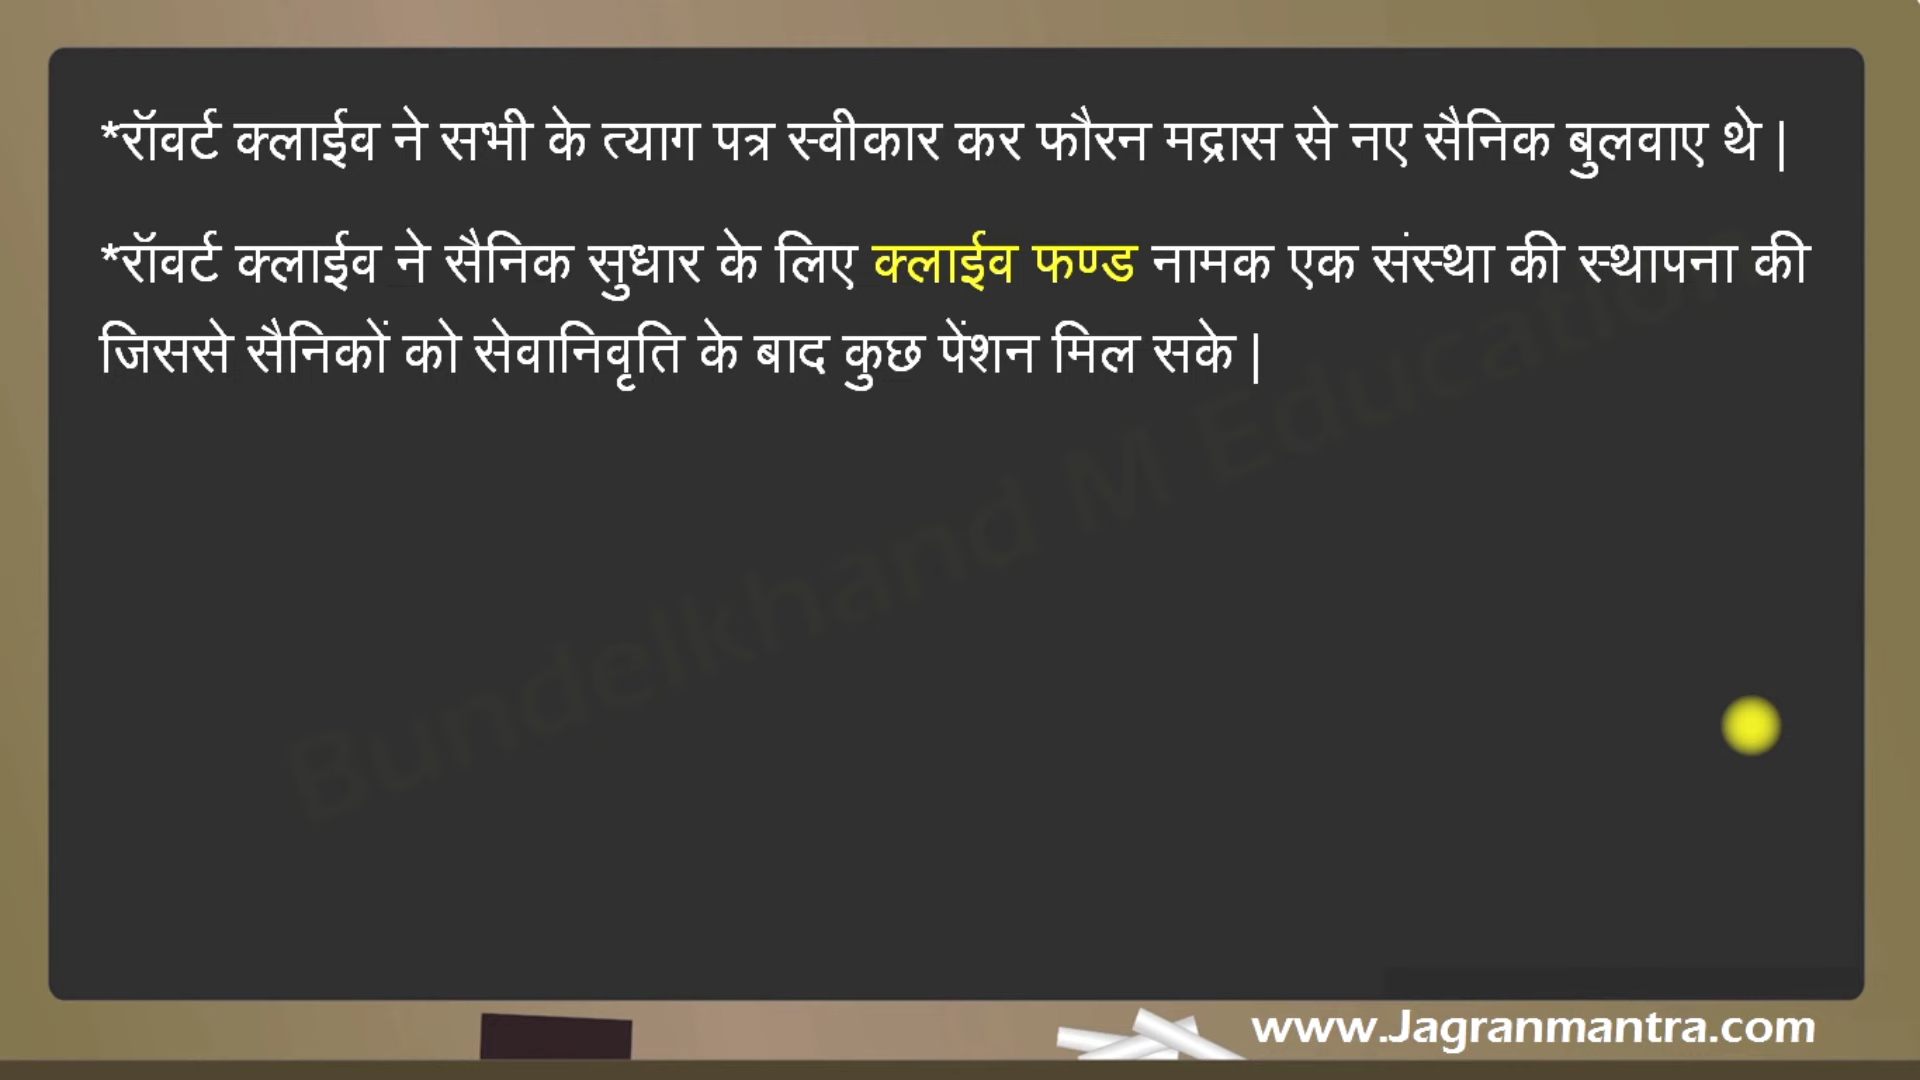 *रॉवर्ट क्लाईव ने सभी के त्याग पत्र स्वीकार कर फौरन मद्रास से नए सैनिक बुलवाए थे |
*रॉवर्ट क्लाईव ने सैनिक सुधार के लिए क्लाईव फण्ड नामक एक संस्था की स्थापना की
जिससे सैनिकों को सेवानिवृति के बाद कुछ पेंशन मिल सके |
Bundelkhand M Education
www.Jagranmantra.com